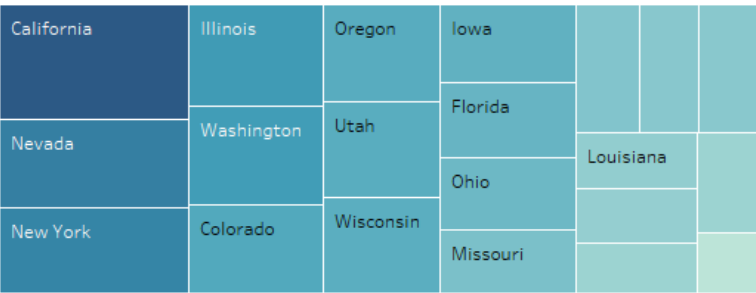 California
Nevada
New York
Illinois
Washington
Colorado
Oregon
Utah
Wisconsin
Iowa
Florida
Ohio
Missouri
Louisiana